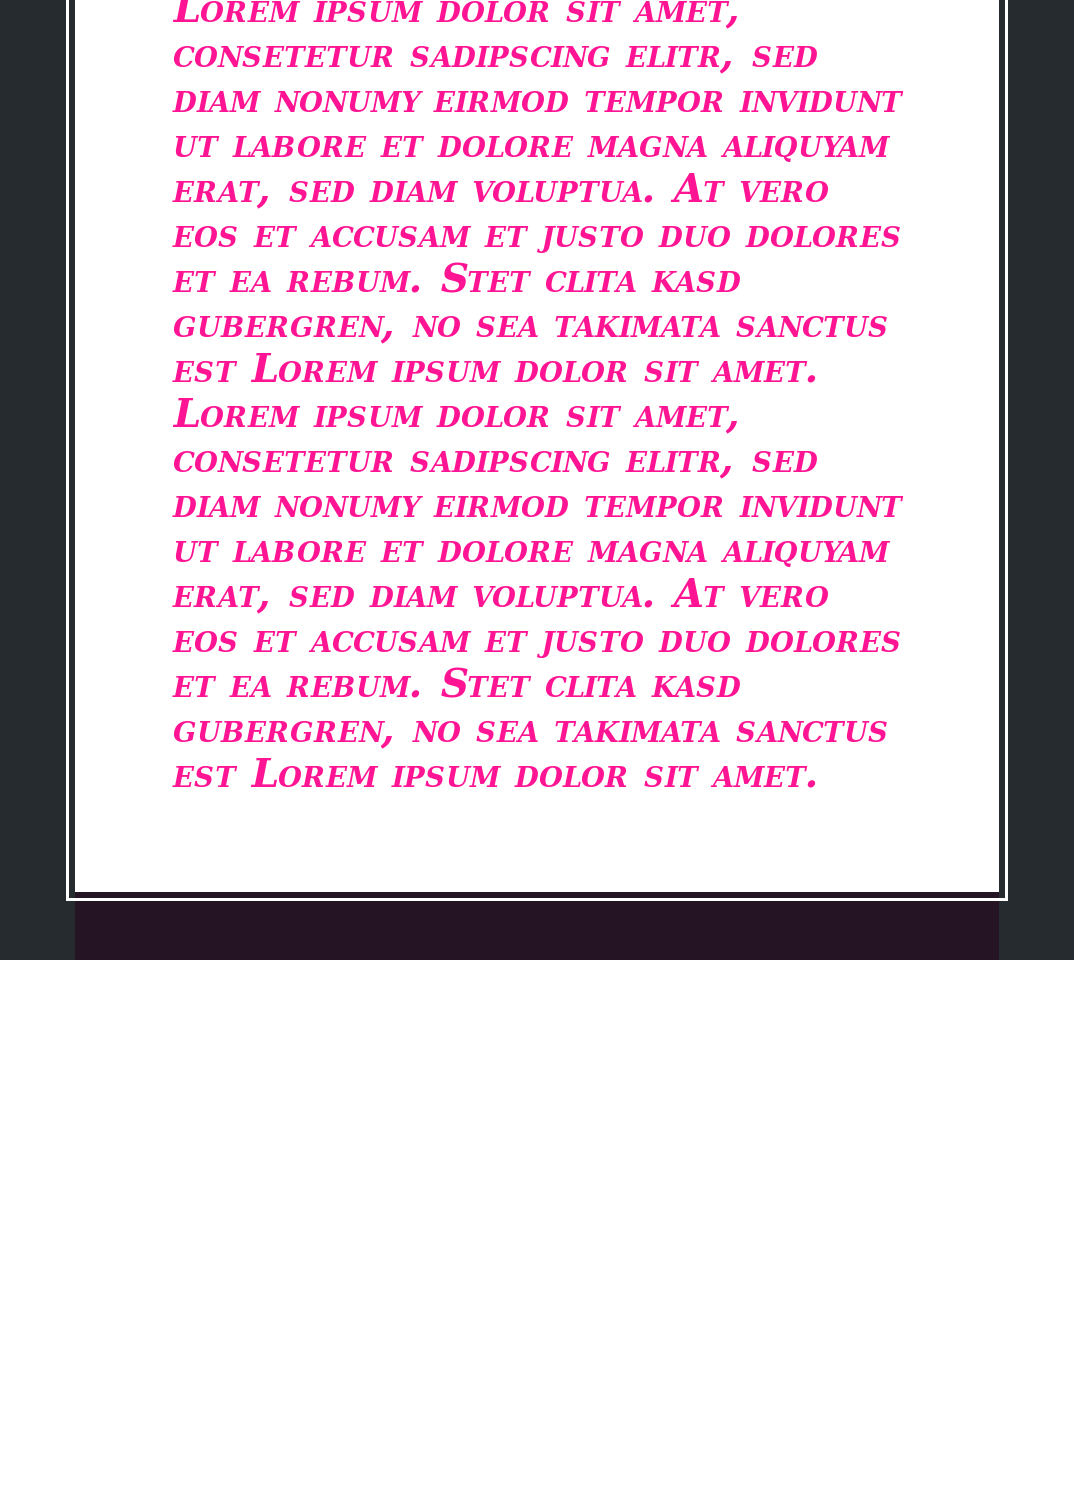 Lorem ipsum dolor sit amet,
consetetur sadipscing elitr, sed
diam nonumy eirmod tempor invidunt
ut labore et dolore magna aliquyam
erat, sed diam voluptua. At vero
eos et accusam et justo duo dolores
et ea rebum. Stet clita kasd
gubergren, no sea takimata sanctus
est Lorem ipsum dolor sit amet.
Lorem ipsum dolor sit amet,
consetetur sadipscing elitr, sed
diam nonumy eirmod tempor invidunt
ut labore et dolore magna aliquyam
erat, sed diam voluptua. At vero
eos et accusam et justo duo dolores
et ea rebum. Stet clita kasd
gubergren, no sea takimata sanctus
est Lorem ipsum dolor sit amet.